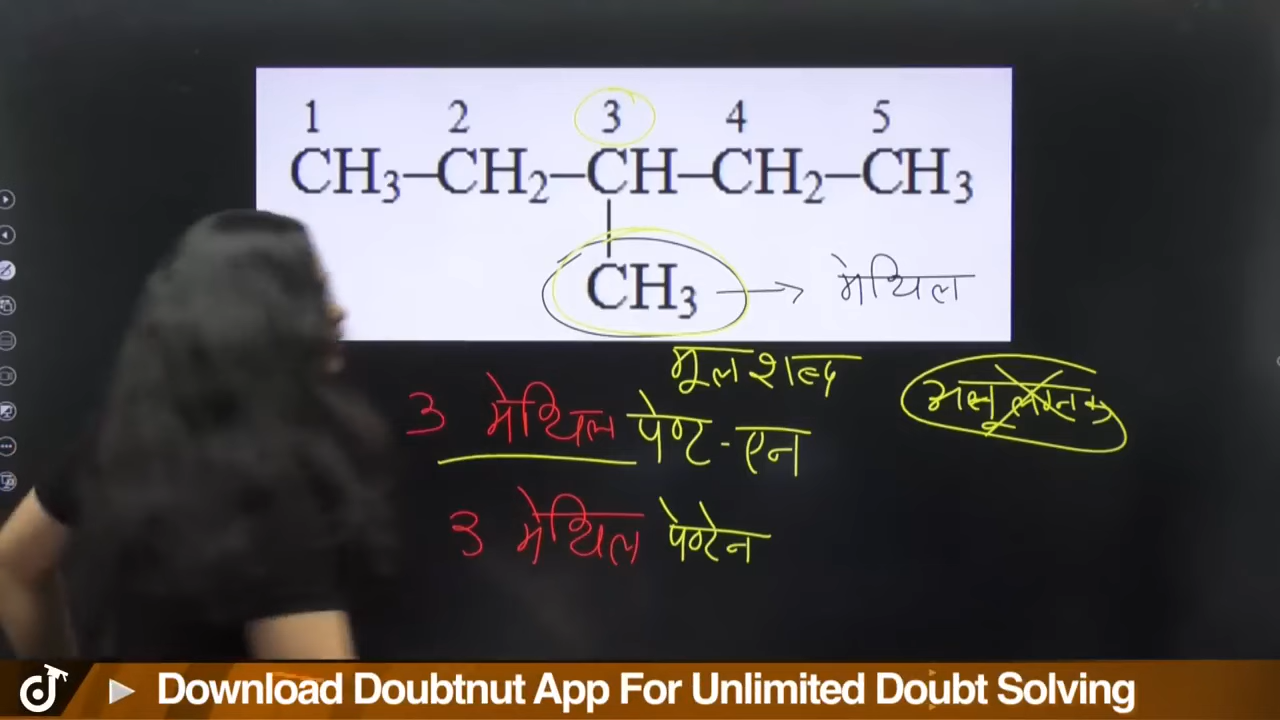 1 2 3 4 5
CH₃–CH₂–CH–CH₂–CH₃
CH₃ → मेथिल
मूल शब्द
3 मेथिल पेण्ट-एन
3 मेथिल पेण्टेन
Download Doubtnut App For Unlimited Doubt Solving